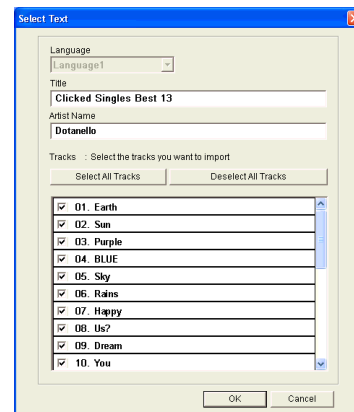 Select Text
Language
Language1
Title
Clicked Singles Best 13
Artist Name
Dotanello
Tracks : Select the tracks you want to import
Select All Tracks Deselect All Tracks
01. Earth
02. Sun
03. Purple
04. BLUE
05. Sky
06. Rains
07. Happy
08. Us?
09. Dream
10. You
OK Cancel